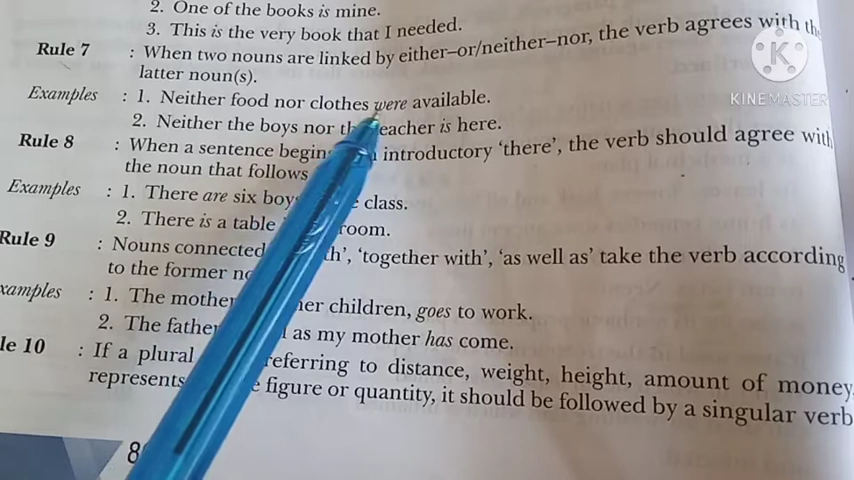 2. One of the books is mine.
3. This is the very book that I needed.
Rule 7 : When two nouns are linked by either–or/neither–nor, the verb agrees with the
latter noun(s).
Examples : 1. Neither food nor clothes were available.
2. Neither the boys nor the teacher is here.
Rule 8 : When a sentence begins introductory 'there', the verb should agree with
the noun that follows
Examples : 1. There are six boys class.
2. There is a table room.
Rule 9 : Nouns connected 'together with', 'as well as' take the verb according
to the former
Examples : 1. The mother her children, goes to work.
2. The father as my mother has come.
10 : If a plural referring to distance, weight, height, amount of money,
represents figure or quantity, it should be followed by a singular verb
KINEMASTER